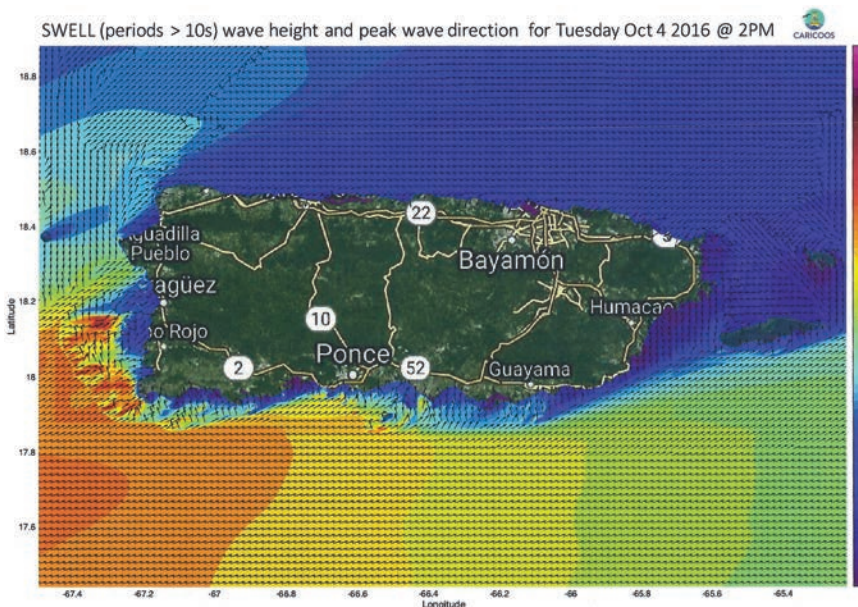 SWELL (periods > 10s) wave height and peak wave direction for Tuesday Oct 4 2016 @ 2PM
CARICOOS
18.8
18.6
18.4
18.2
18
17.8
17.6
Latitude
22
guadilla
Pueblo
Bayamón
agüez
Humacao
10
o Rojo
Ponce
2
52
Guayama
-67.4
-67.2
-67
-66.8
-66.6
-66.4
-66.2
-66
-65.8
-65.6
-65.4
Longitude